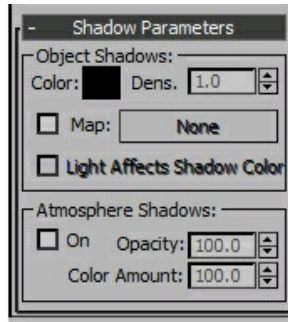 - Shadow Parameters
Object Shadows:
Color: Dens. 1.0
Map: None
Light Affects Shadow Color
Atmosphere Shadows:
On Opacity: 100.0
Color Amount: 100.0